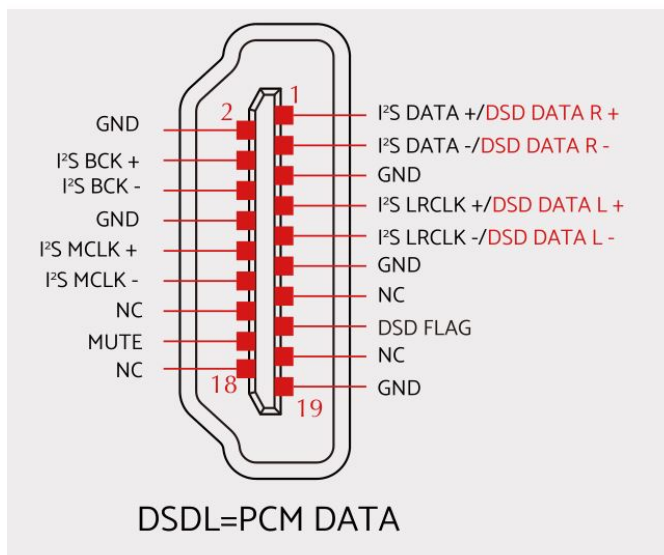 1
2
GND
I²S BCK +
I²S BCK -
GND
I²S MCLK +
I²S MCLK -
NC
MUTE
NC
18
I²S DATA +/DSD DATA R +
I²S DATA -/DSD DATA R -
GND
I²S LRCLK +/DSD DATA L +
I²S LRCLK -/DSD DATA L -
GND
NC
DSD FLAG
NC
GND
19
DSDL=PCM DATA